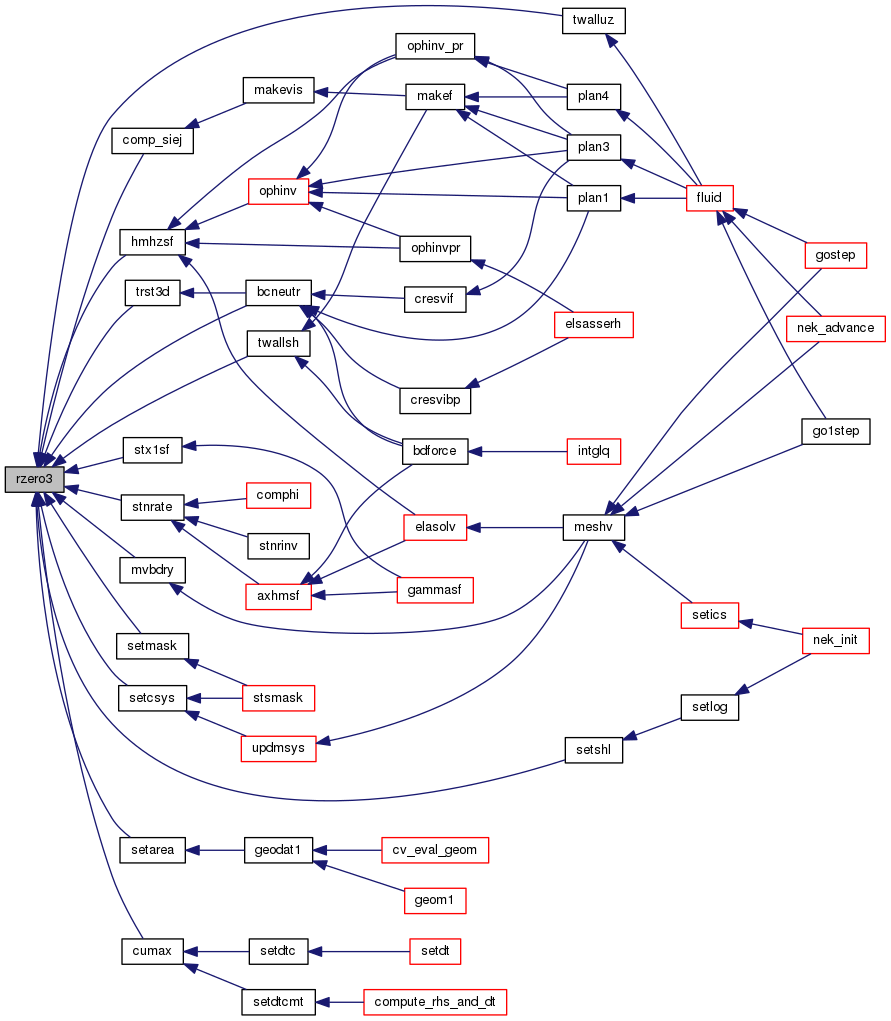 twalluz
ophinv_pr
makevis
makef
plan4
comp_siej
plan3
ophinv
plan1
fluid
hmhzsf
ophinvpr
gostep
trst3d
bcneutr
cresvif
elsasserh
nek_advance
twallsh
cresvibp
go1step
stx1sf
bdforce
intglq
rzero3
comphi
stnrate
elasolv
meshv
stnrinv
mvbdry
axhmsf
gammasf
setics
setmask
nek_init
setcsys
stsmask
setlog
updmsys
setshl
setarea
geodat1
cv_eval_geom
geom1
cumax
setdtc
setdt
setdtcmt
compute_rhs_and_dt